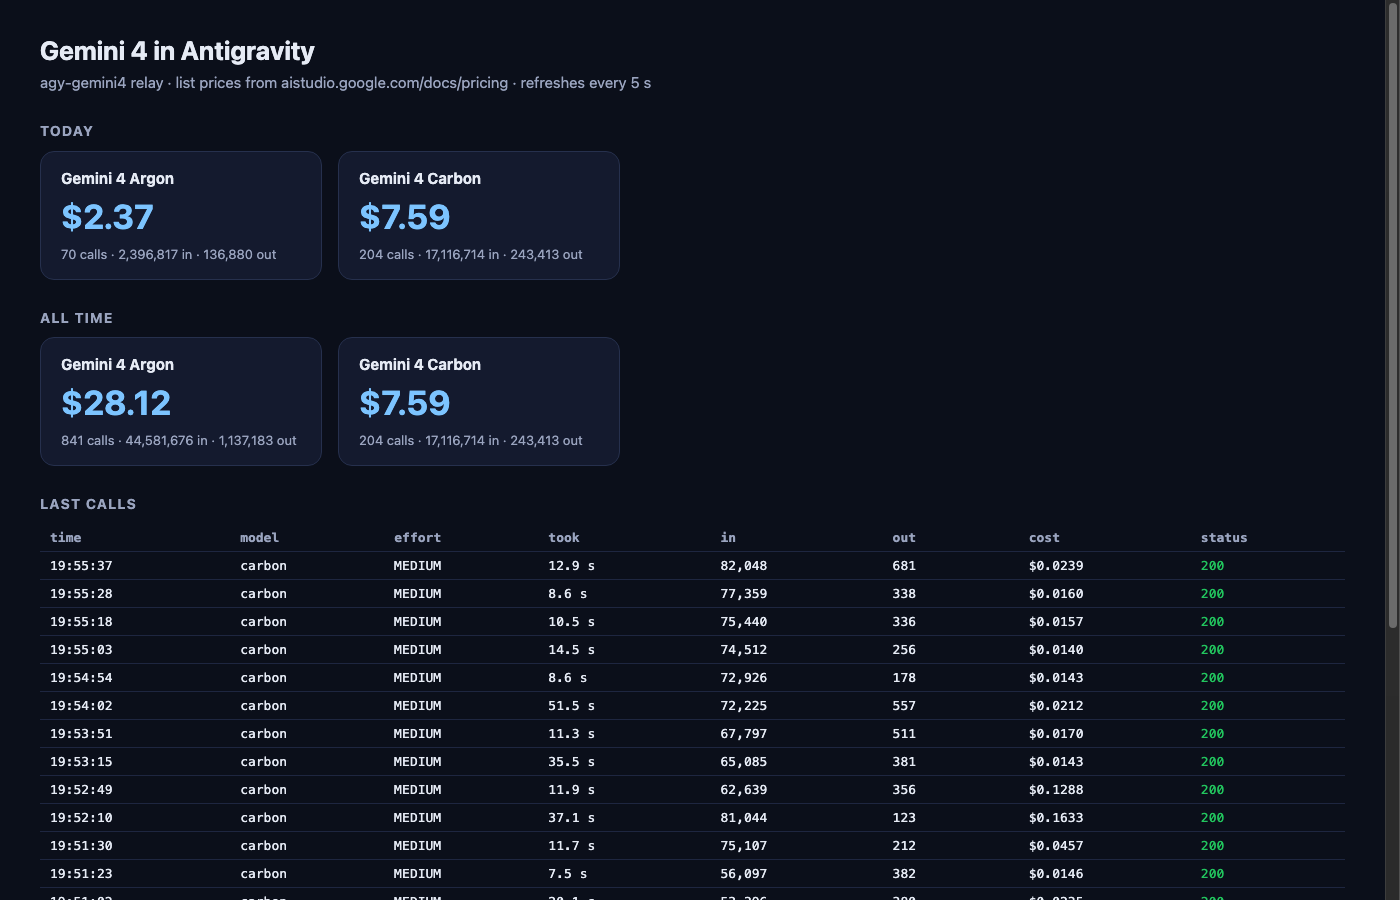 Gemini 4 in Antigravity
agy-gemini4 relay · list prices from aistudio.google.com/docs/pricing · refreshes every 5 s
TODAY
Gemini 4 Argon
$2.37
70 calls · 2,396,817 in · 136,880 out
Gemini 4 Carbon
$7.59
204 calls · 17,116,714 in · 243,413 out
ALL TIME
Gemini 4 Argon
$28.12
841 calls · 44,581,676 in · 1,137,183 out
Gemini 4 Carbon
$7.59
204 calls · 17,116,714 in · 243,413 out
LAST CALLS
time model effort took in out cost status
19:55:37 carbon MEDIUM 12.9 s 82,048 681 $0.0239 200
19:55:28 carbon MEDIUM 8.6 s 77,359 338 $0.0160 200
19:55:18 carbon MEDIUM 10.5 s 75,440 336 $0.0157 200
19:55:03 carbon MEDIUM 14.5 s 74,512 256 $0.0140 200
19:54:54 carbon MEDIUM 8.6 s 72,926 178 $0.0143 200
19:54:02 carbon MEDIUM 51.5 s 72,225 557 $0.0212 200
19:53:51 carbon MEDIUM 11.3 s 67,797 511 $0.0170 200
19:53:15 carbon MEDIUM 35.5 s 65,085 381 $0.0143 200
19:52:49 carbon MEDIUM 11.9 s 62,639 356 $0.1288 200
19:52:10 carbon MEDIUM 37.1 s 81,044 123 $0.1633 200
19:51:30 carbon MEDIUM 11.7 s 75,107 212 $0.0457 200
19:51:23 carbon MEDIUM 7.5 s 56,097 382 $0.0146 200